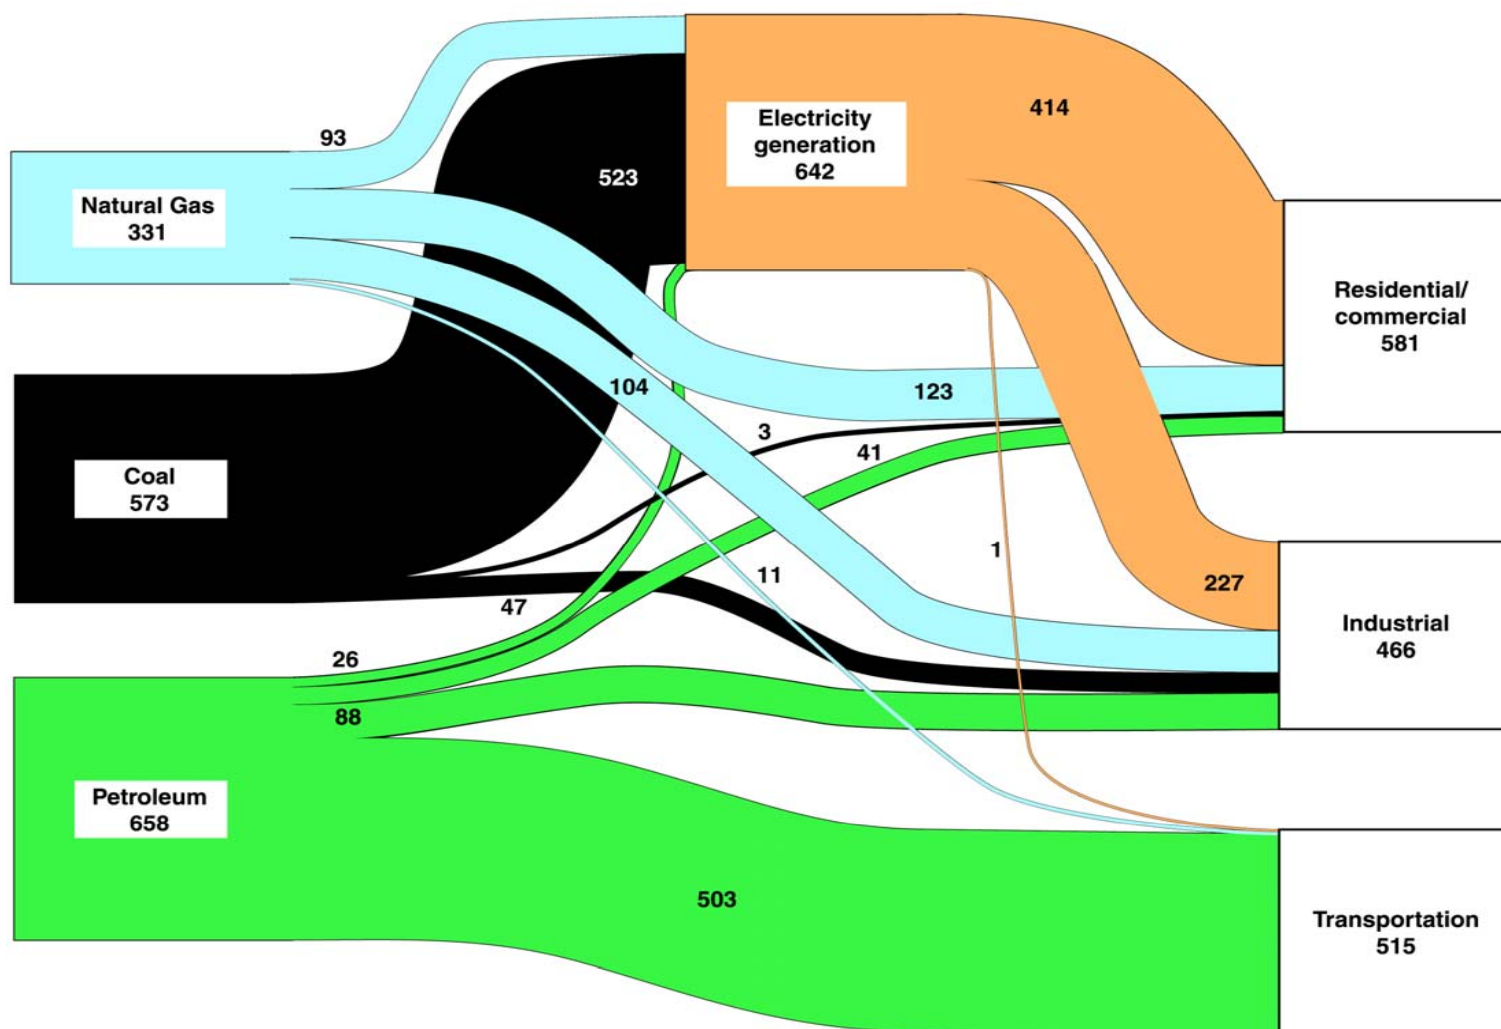 93
Natural Gas
331
523
Electricity
generation
642
414
Residential/
commercial
581
104
123
3
41
Coal
573
47
11
1
227
Industrial
466
26
88
Petroleum
658
503
Transportation
515